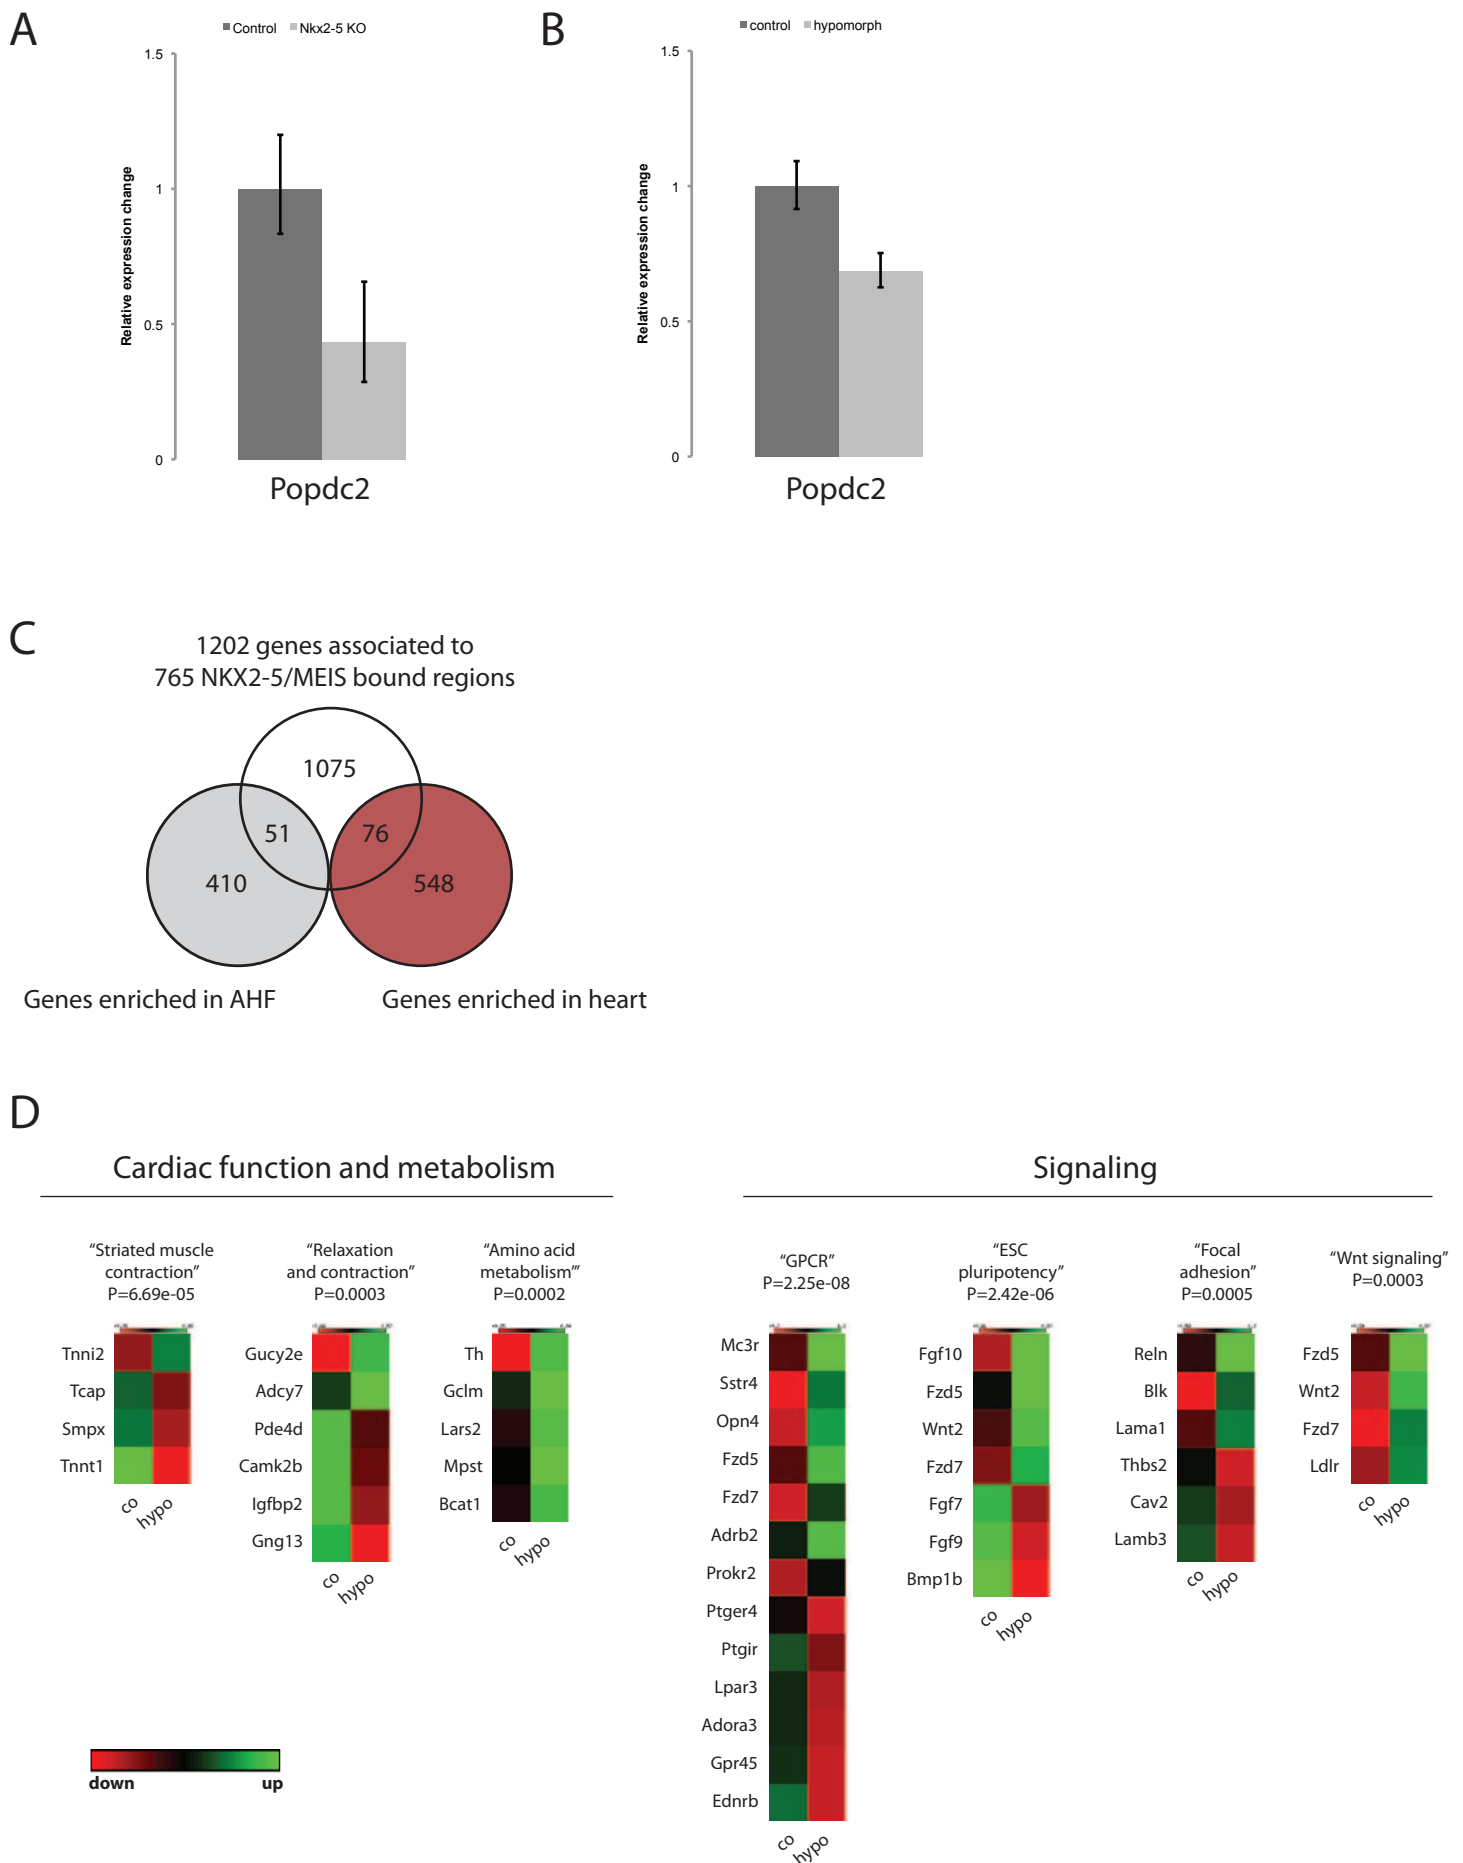 A
Control Nkx2-5 KO
1.5
1
0.5
0
Relative expression change
Popdc2
B
control hypomorph
1.5
1
0.5
0
Relative expression change
Popdc2
C
1202 genes associated to
765 NKX2-5/MEIS bound regions
1075
51
76
410
548
Genes enriched in AHF
Genes enriched in heart
D
Cardiac function and metabolism
“Striated muscle
contraction”
P=6.69e-05
Tnni2
Tcap
Smpx
Tnnt1
co
hypo
“Relaxation
and contraction”
P=0.0003
Gucy2e
Adcy7
Pde4d
Camk2b
Igfbp2
Gng13
co
hypo
“Amino acid
metabolism’”
P=0.0002
Th
Gclm
Lars2
Mpst
Bcat1
co
hypo
Signaling
“GPCR”
P=2.25e-08
Mc3r
Sstr4
Opn4
Fzd5
Fzd7
Adrb2
Prokr2
Ptger4
Ptgir
Lpar3
Adora3
Gpr45
Ednrb
co
hypo
“ESC
pluripotency”
P=2.42e-06
Fgf10
Fzd5
Wnt2
Fzd7
Fgf7
Fgf9
Bmp1b
co
hypo
“Focal
adhesion”
P=0.0005
Reln
Blk
Lama1
Thbs2
Cav2
Lamb3
co
hypo
“Wnt signaling”
P=0.0003
Fzd5
Wnt2
Fzd7
Ldlr
co
hypo
down up